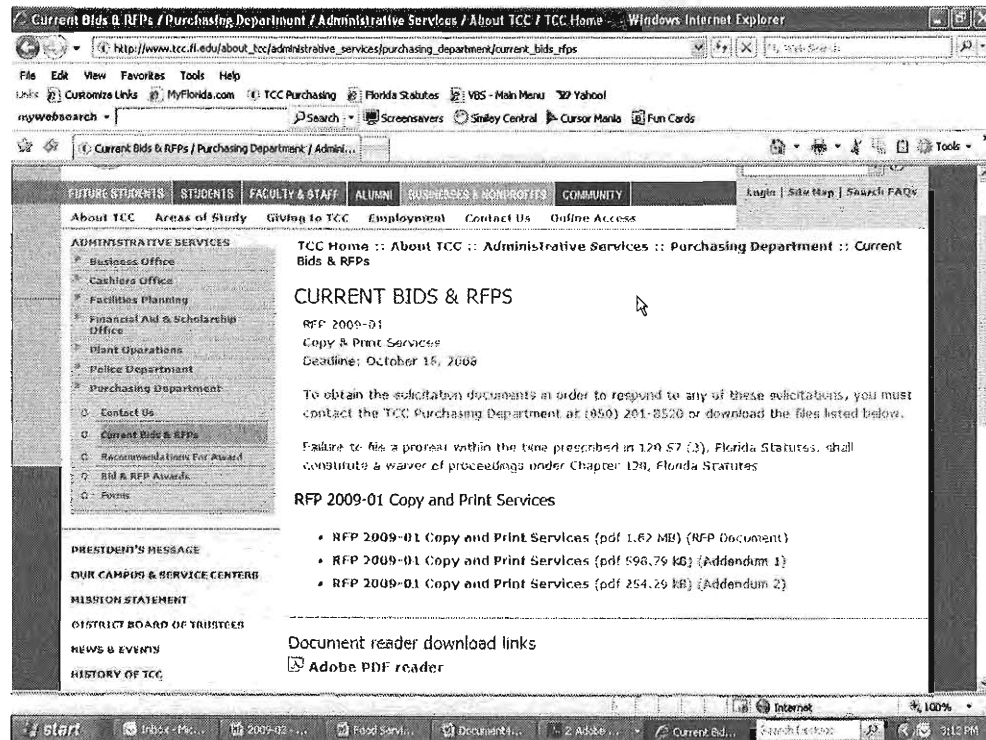 Current Bids & RFPs / Purchasing Department / Administrative Services / About TCC / TCC Home - Windows Internet Explorer
http://www.tcc.fl.edu/about_tcc/administrative_services/purchasing_department/current_bids_rfps
File Edit View Favorites Tools Help
Links Customize Links MyFlorida.com TCC Purchasing Florida Statutes VBS - Main Menu Yahoo!
mywebsearch Search Screensavers Smiley Central Cursor Mania Fun Cards
Current Bids & RFPs / Purchasing Department / Admini... Tools
FUTURE STUDENTS STUDENTS FACULTY & STAFF ALUMNI BUSINESSES & NONPROFITS COMMUNITY Login | Site Map | Search FAQs
About TCC Areas of Study Giving to TCC Employment Contact Us Online Access
ADMINISTRATIVE SERVICES
Business Office
Cashiers Office
Facilities Planning
Financial Aid & Scholarship
Office
Plant Operations
Police Department
Purchasing Department
Contact Us
Current Bids & RFPs
Recommendations For Award
Bid & RFP Awards
Forms
PRESIDENT'S MESSAGE
OUR CAMPUS & SERVICE CENTERS
MISSION STATEMENT
DISTRICT BOARD OF TRUSTEES
NEWS & EVENTS
HISTORY OF TCC
TCC Home :: About TCC :: Administrative Services :: Purchasing Department :: Current
Bids & RFPs
CURRENT BIDS & RFPS
RFP 2009-01
Copy & Print Services
Deadline: October 2008
To obtain the solicitation documents in order to respond to any of these solicitations, you must
contact the TCC Purchasing Department at (850) 201-8520 or download the files listed below.
Failure to file a protest within the time prescribed in 120.57 (3), Florida Statutes, shall
constitute a waiver of proceedings under Chapter 120, Florida Statutes
RFP 2009-01 Copy and Print Services
• RFP 2009-01 Copy and Print Services (pdf 1.62 MB) (RFP Document)
• RFP 2009-01 Copy and Print Services (pdf 598.79 kB) (Addendum 1)
• RFP 2009-01 Copy and Print Services (pdf 254.29 kB) (Addendum 2)
Document reader download links
Adobe PDF reader
Internet 100%
start Inbox - Mic... 2009-02 -... Food Servi... Document4... 2 Adobe... Current Bid... Search Desktop 3:12 PM